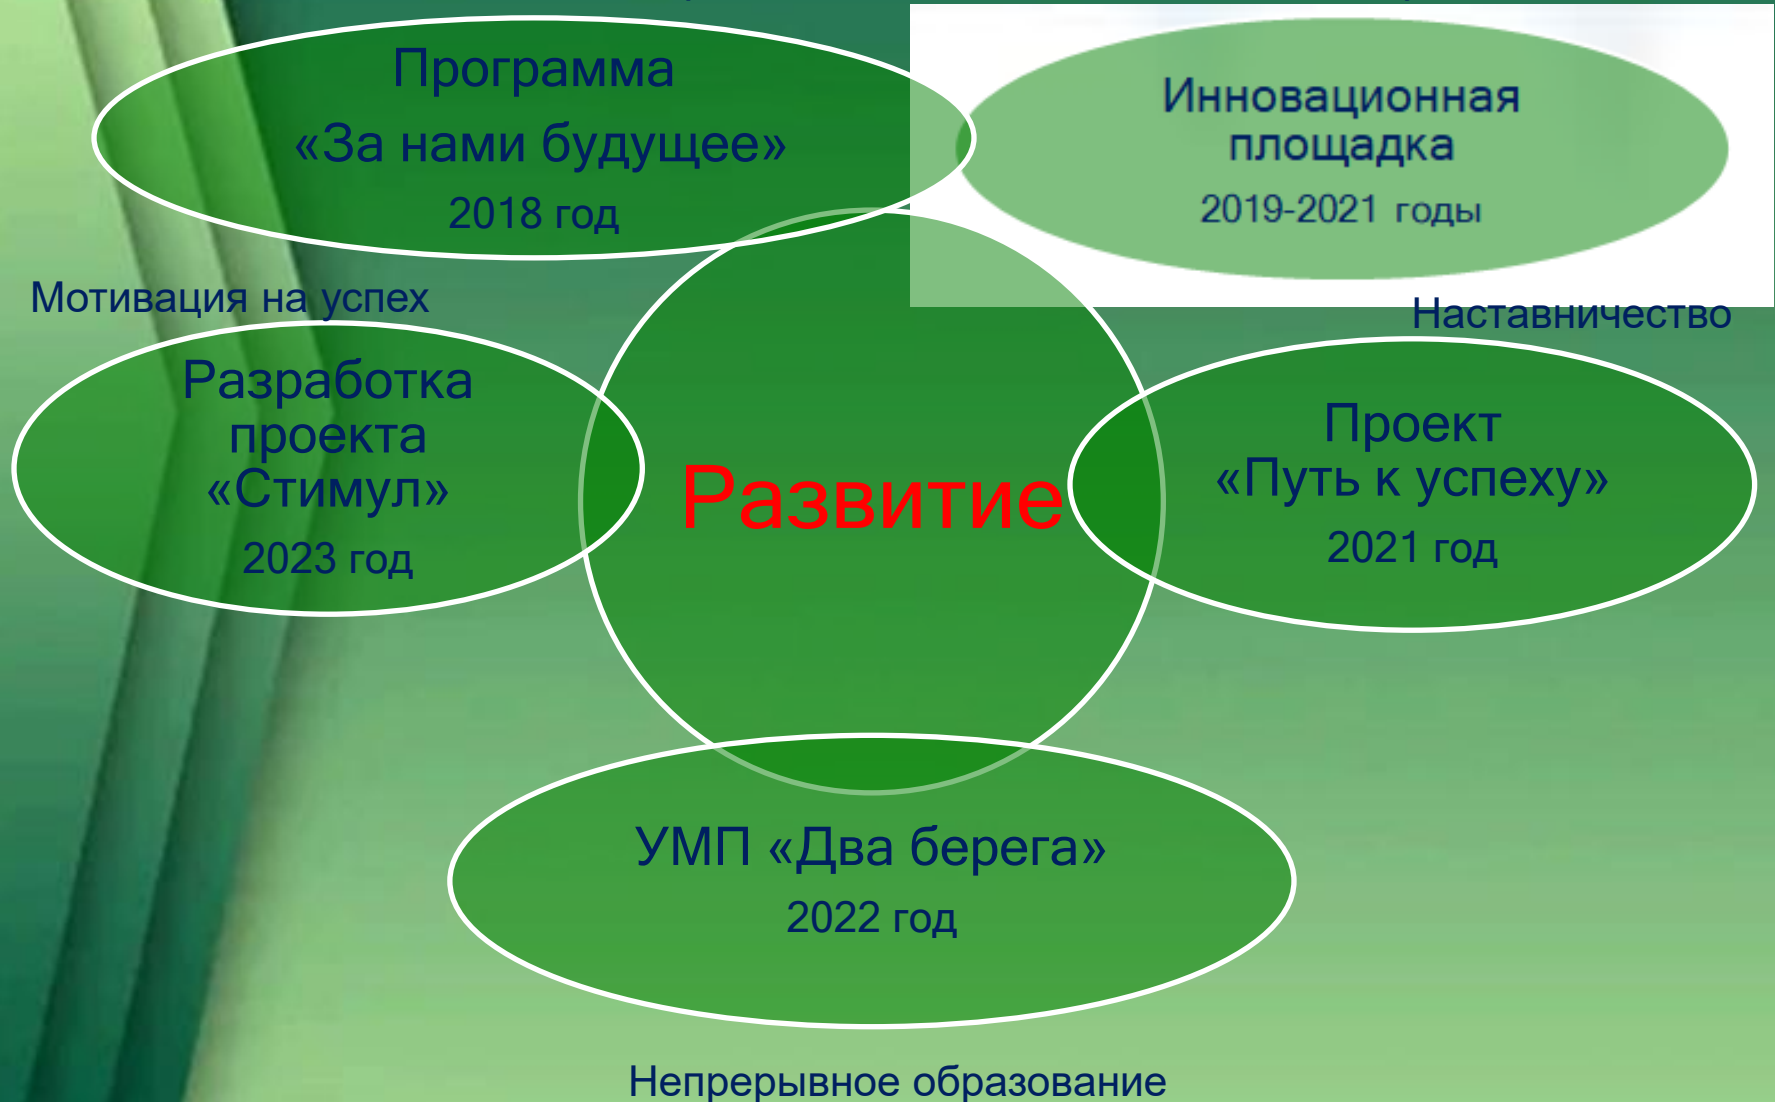 Программа
«За нами будущее»
2018 год
Инновационная
площадка
2019-2021 годы
Мотивация на успех
Наставничество
Разработка
проекта
«Стимул»
2023 год
Развитие
Проект
«Путь к успеху»
2021 год
УМП «Два берега»
2022 год
Непрерывное образование